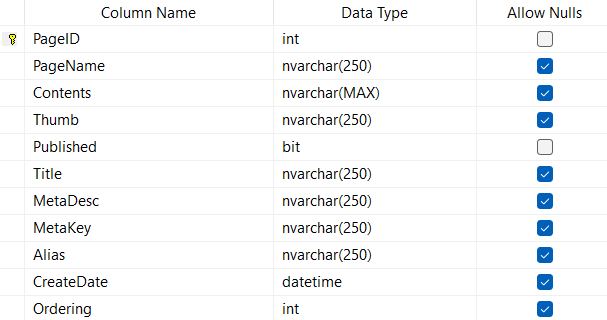 Column Name Data Type Allow Nulls
PageID int
PageName nvarchar(250)
Contents nvarchar(MAX)
Thumb nvarchar(250)
Published bit
Title nvarchar(250)
MetaDesc nvarchar(250)
MetaKey nvarchar(250)
Alias nvarchar(250)
CreateDate datetime
Ordering int